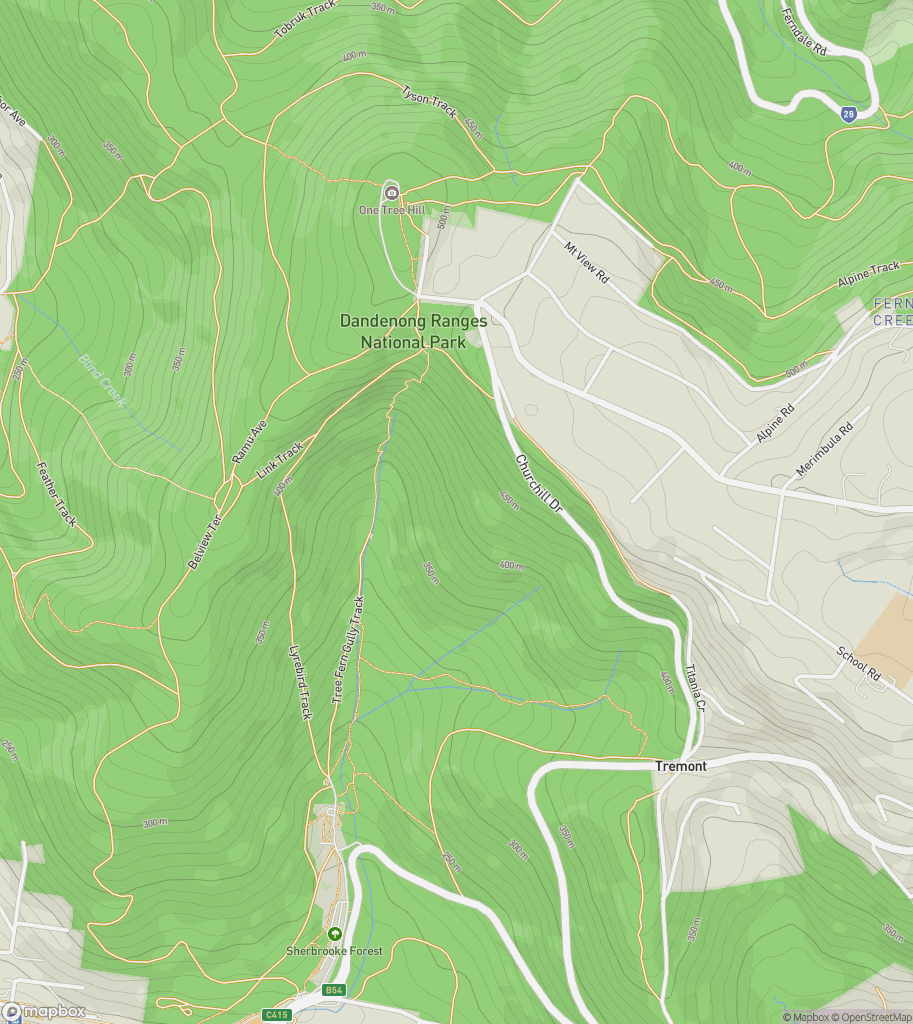 350 m
Tobruk Track
Ferndale Rd
400 m
Tyson Track
28
450 m
300 m
350 m
400 m
One Tree Hill
500 m
Mt View Rd
Alpine Track
450 m
FERN
CREE
Dandenong Ranges
National Park
Blind Creek
300 m
350 m
250 m
500 m
Alpine Rd
Ramu Ave
Merimbula Rd
Link Track
400 m
Churchill Dr
450 m
Feather Track
Belview Ter
350 m
400 m
350 m
Tree Fern Gully Track
Lyrebird Track
School Rd
400 m
Titania Cr
250 m
Tremont
300 m
350 m
300 m
250 m
350 m
350 m
Sherbrooke Forest
B54
C415
mapbox
© Mapbox © OpenStreetMap